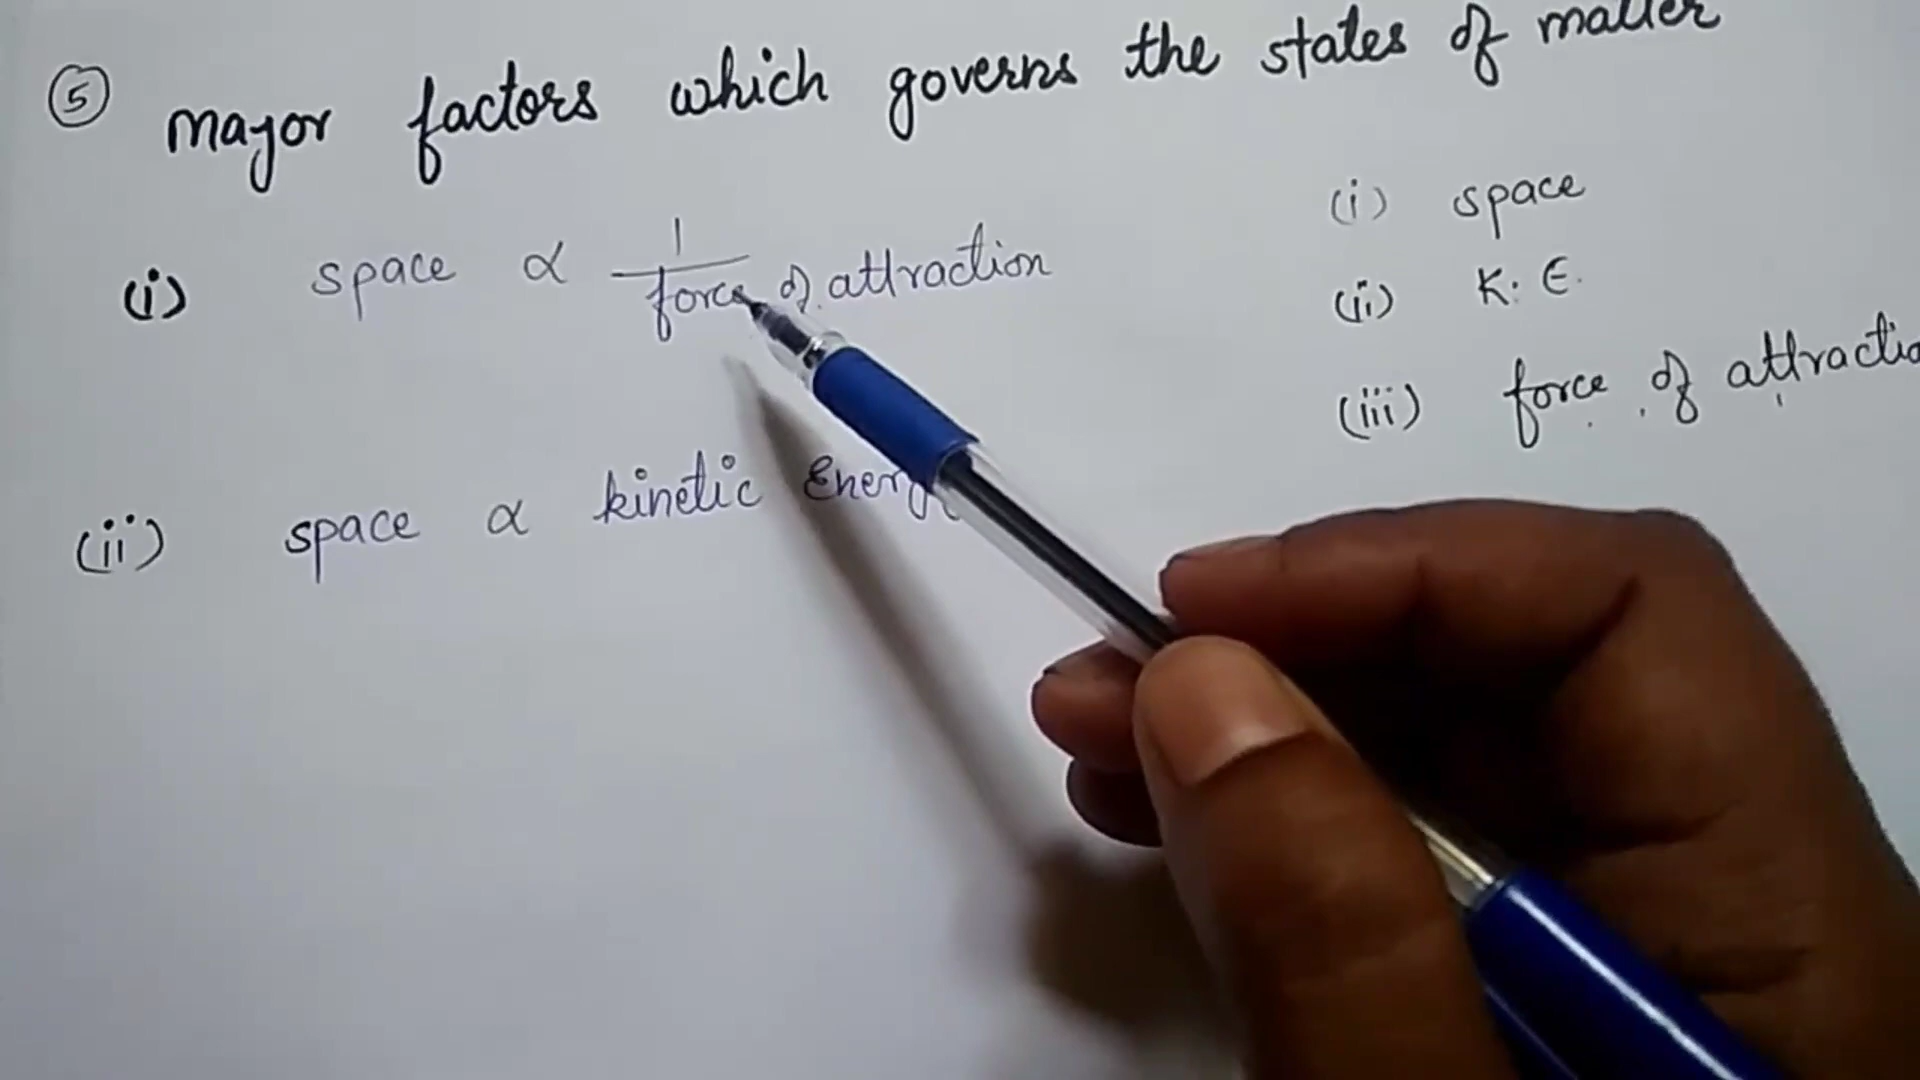 ⑤ major factors which governs the states of matter
(i) space ∝ 1/force of attraction
(ii) space ∝ kinetic Energ
(i) space
(ii) K. E.
(iii) force of attractio